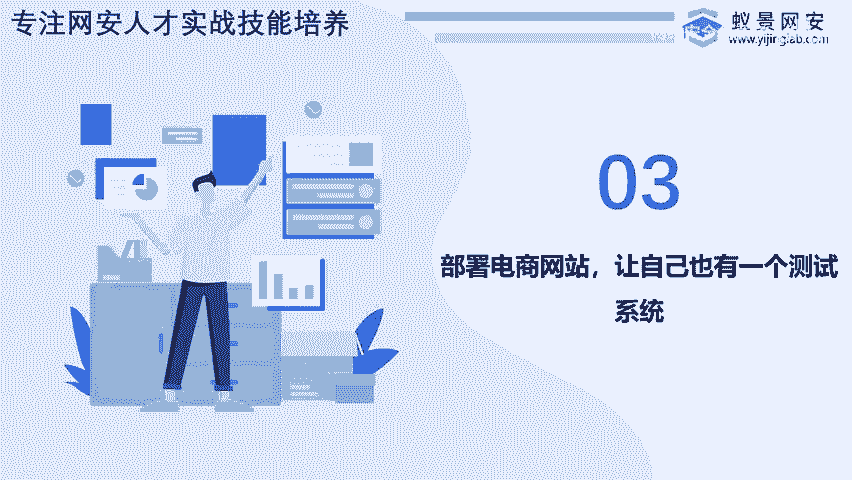 专注网安人才实战技能培养
蚁景网安
www.yijinglab.com
03
部署电商网站，让自己也有一个测试
系统